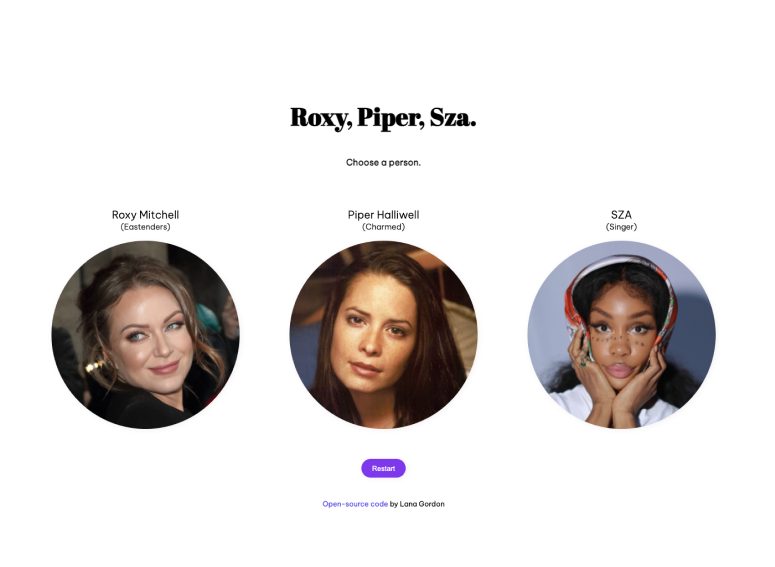 Roxy, Piper, Sza.
Choose a person.
Roxy Mitchell
(Eastenders)
Piper Halliwell
(Charmed)
SZA
(Singer)
Restart
Open-source code by Lana Gordon